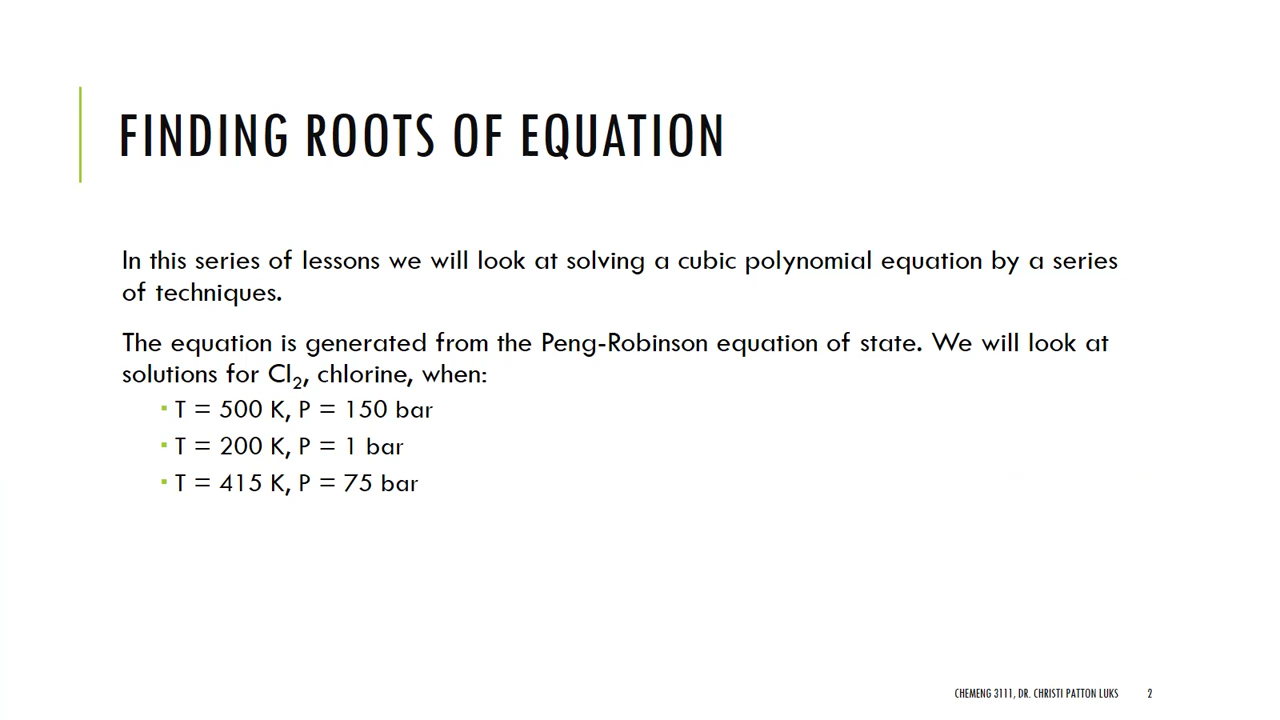 FINDING ROOTS OF EQUATION
In this series of lessons we will look at solving a cubic polynomial equation by a series
of techniques.
The equation is generated from the Peng-Robinson equation of state. We will look at
solutions for Cl₂, chlorine, when:
▪ T = 500 K, P = 150 bar
▪ T = 200 K, P = 1 bar
▪ T = 415 K, P = 75 bar
CHEMENG 3111, DR. CHRISTI PATTON LUKS 2